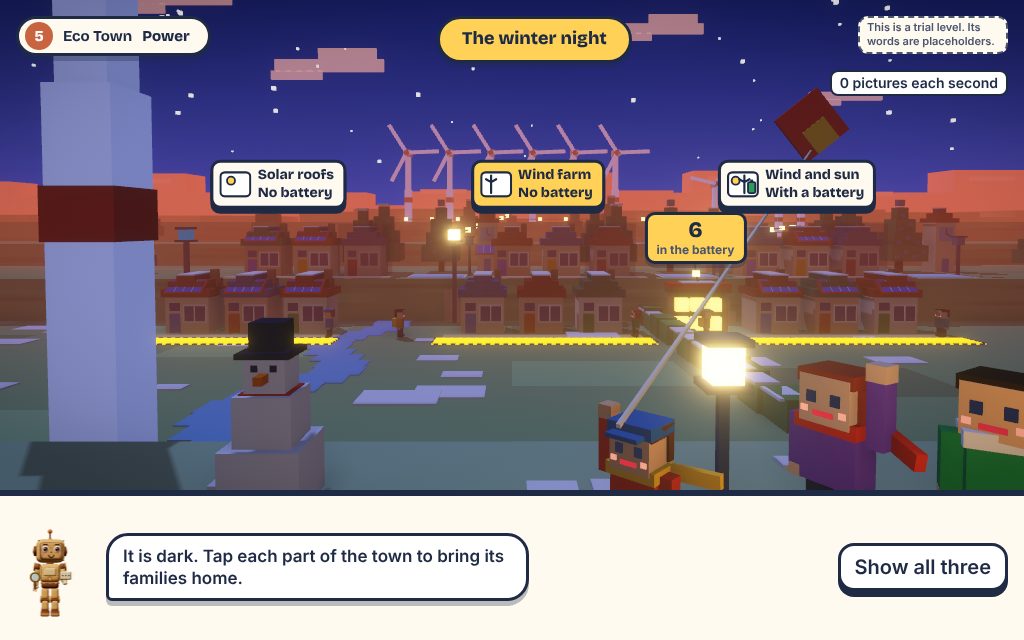 5 Eco Town Power
The winter night
This is a trial level. Its
words are placeholders.
0 pictures each second
Solar roofs
No battery
Wind farm
No battery
Wind and sun
With a battery
6
in the battery
It is dark. Tap each part of the town to bring its
families home.
Show all three